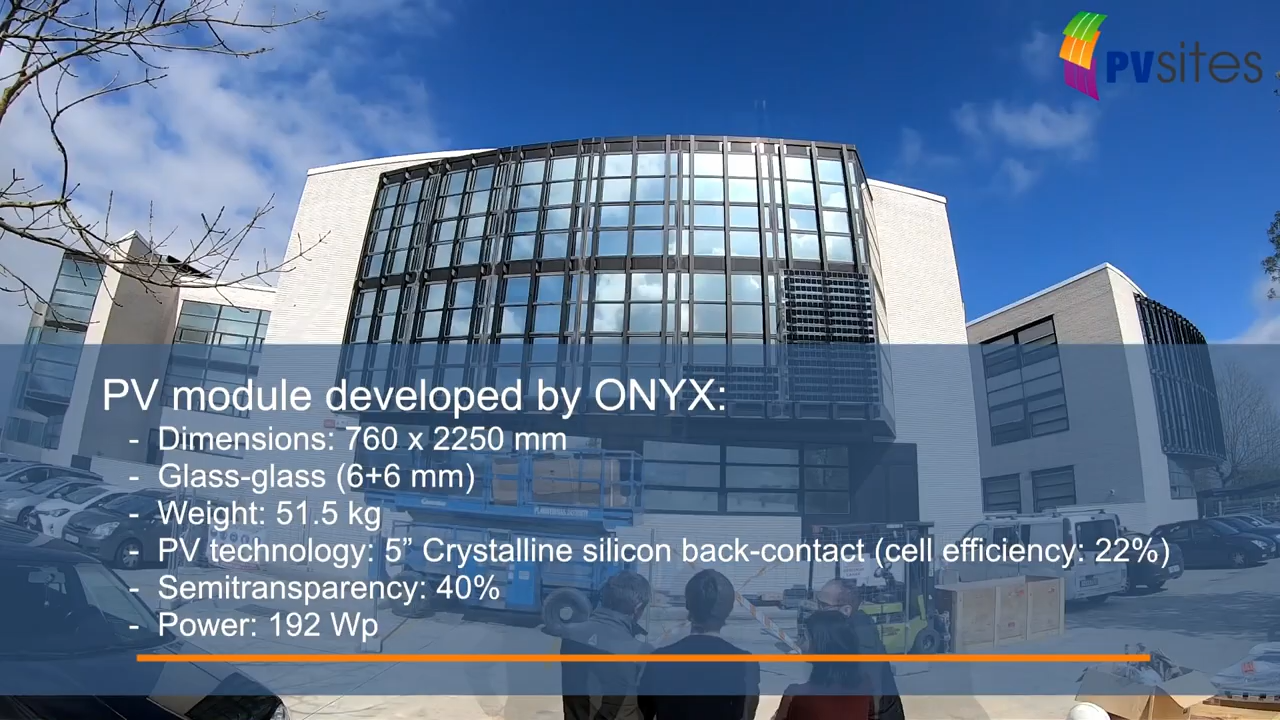 PVsites
PV module developed by ONYX:
- Dimensions: 760 x 2250 mm
- Glass-glass (6+6 mm)
- Weight: 51.5 kg
- PV technology: 5” Crystalline silicon back-contact (cell efficiency: 22%)
- Semitransparency: 40%
- Power: 192 Wp